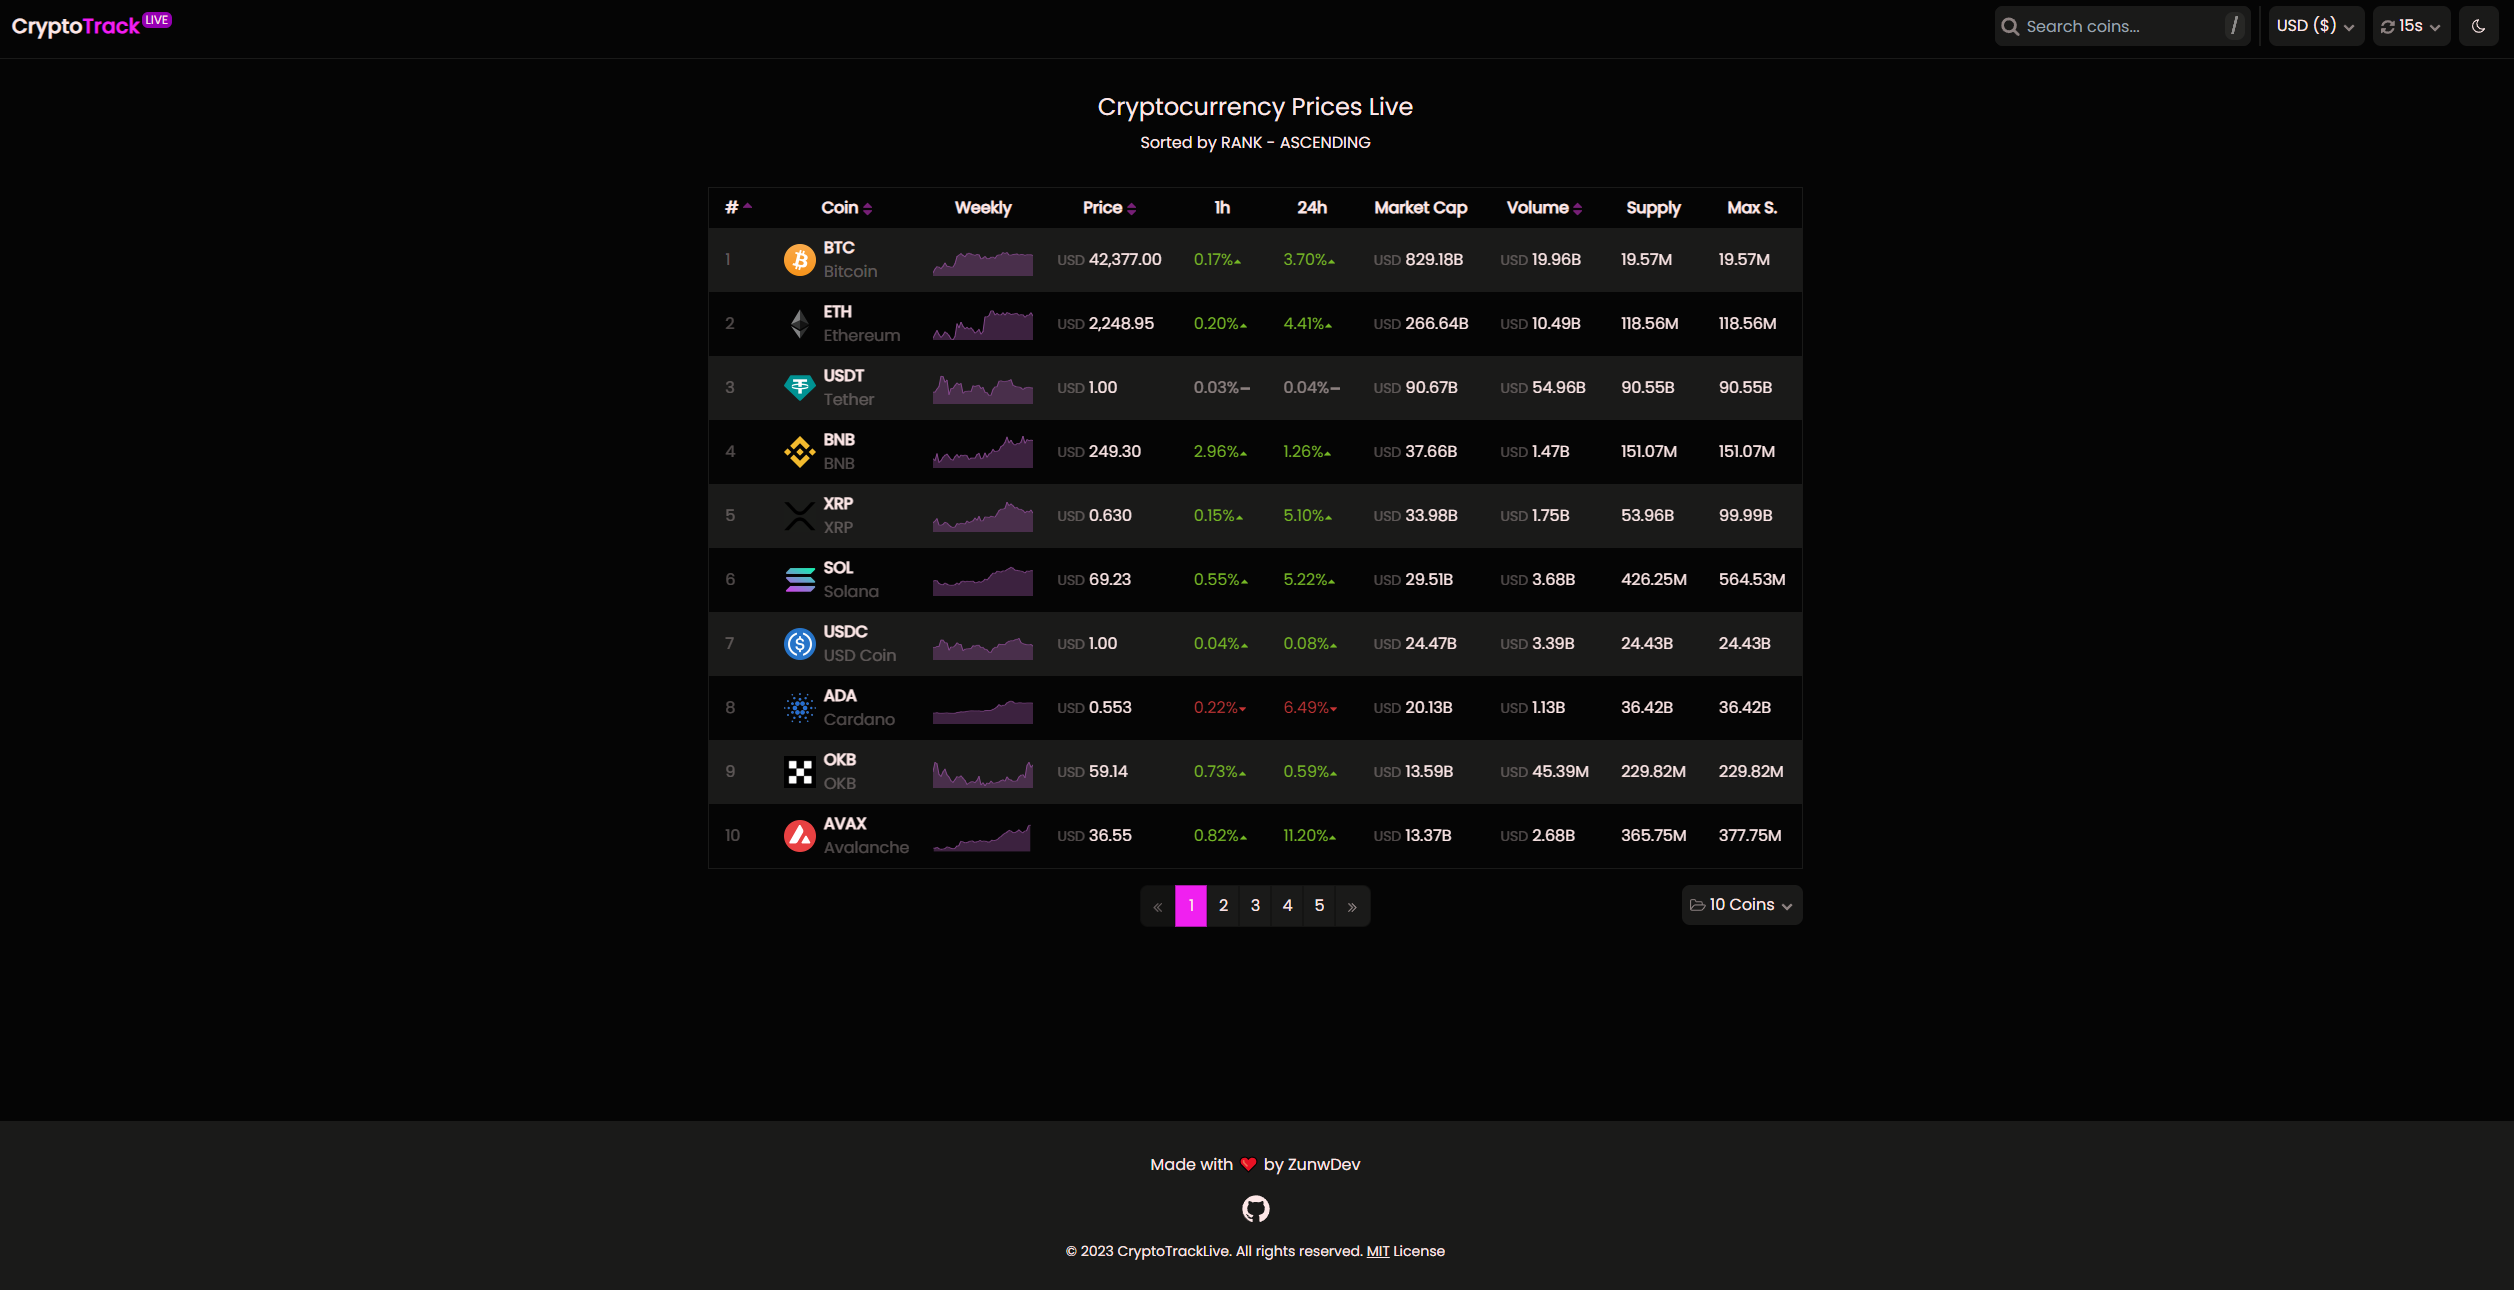 CryptoTrack LIVE
Search coins... /
USD ($)
15s
Cryptocurrency Prices Live
Sorted by RANK - ASCENDING
# Coin Weekly Price 1h 24h Market Cap Volume Supply Max S.
1 BTC Bitcoin USD 42,377.00 0.17% 3.70% USD 829.18B USD 19.96B 19.57M 19.57M
2 ETH Ethereum USD 2,248.95 0.20% 4.41% USD 266.64B USD 10.49B 118.56M 118.56M
3 USDT Tether USD 1.00 0.03% 0.04% USD 90.67B USD 54.96B 90.55B 90.55B
4 BNB BNB USD 249.30 2.96% 1.26% USD 37.66B USD 1.47B 151.07M 151.07M
5 XRP XRP USD 0.630 0.15% 5.10% USD 33.98B USD 1.75B 53.96B 99.99B
6 SOL Solana USD 69.23 0.55% 5.22% USD 29.51B USD 3.68B 426.25M 564.53M
7 USDC USD Coin USD 1.00 0.04% 0.08% USD 24.47B USD 3.39B 24.43B 24.43B
8 ADA Cardano USD 0.553 0.22% 6.49% USD 20.13B USD 1.13B 36.42B 36.42B
9 OKB OKB USD 59.14 0.73% 0.59% USD 13.59B USD 45.39M 229.82M 229.82M
10 AVAX Avalanche USD 36.55 0.82% 11.20% USD 13.37B USD 2.68B 365.75M 377.75M
« 1 2 3 4 5 »
10 Coins
Made with ❤️ by ZunwDev
© 2023 CryptoTrackLive. All rights reserved. MIT License